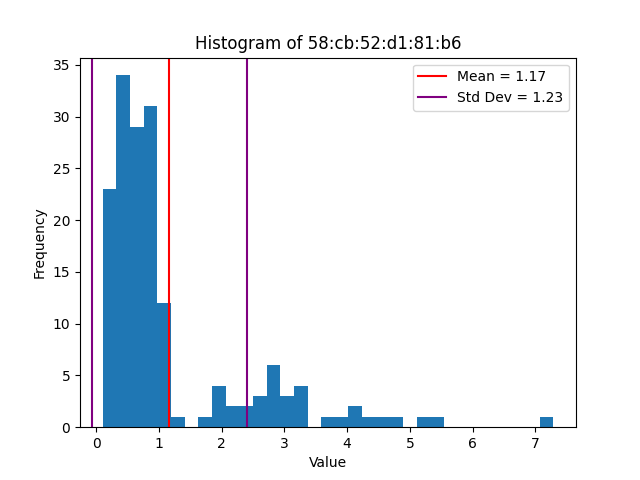 Histogram of 58:cb:52:d1:81:b6
Mean = 1.17
Std Dev = 1.23
35
30
25
20
15
10
5
0
Frequency
0 1 2 3 4 5 6 7
Value